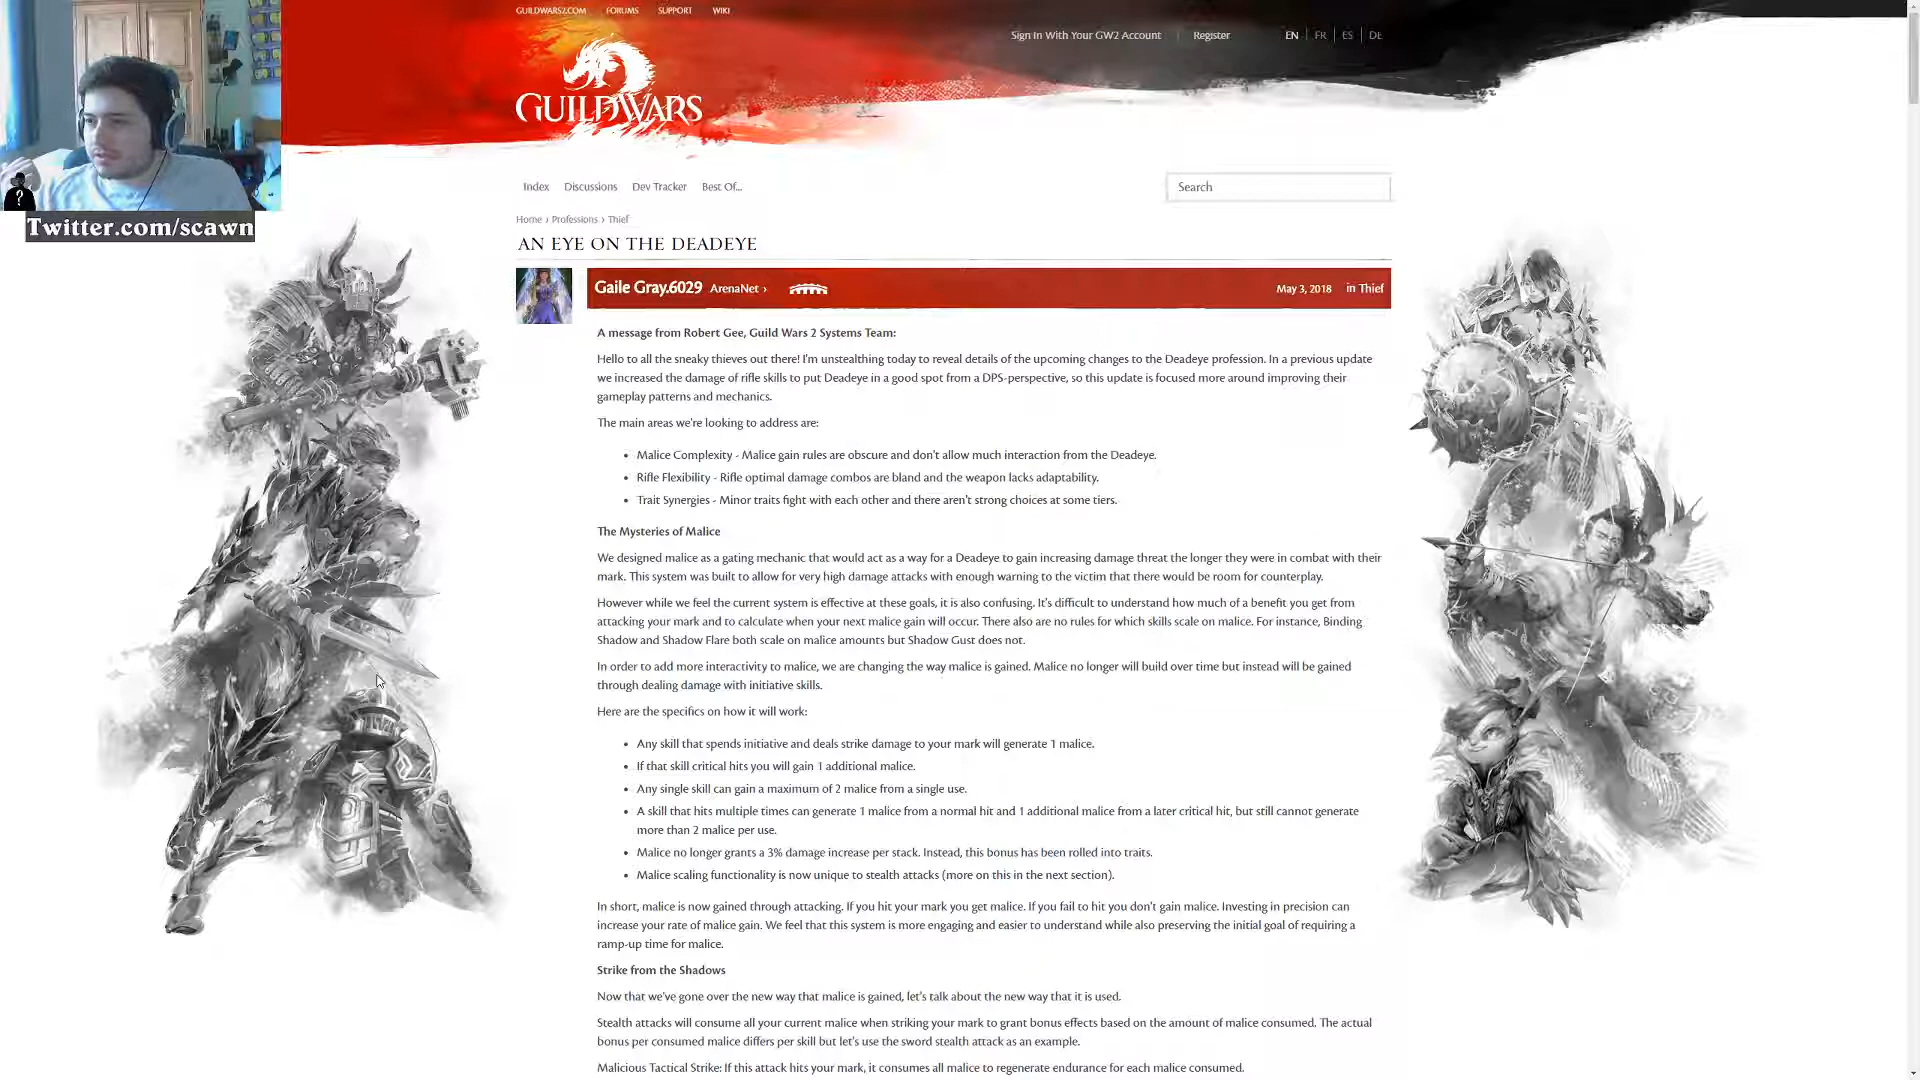 GUILDWARS2.COM FORUMS SUPPORT WIKI
Sign In With Your GW2 Account | Register EN | FR | ES | DE
GUILDWARS
Index Discussions Dev Tracker Best Of...
Search
Twitter.com/scawn
Home › Professions › Thief
AN EYE ON THE DEADEYE
Gaile Gray.6029 ArenaNet › May 3, 2018 in Thief
A message from Robert Gee, Guild Wars 2 Systems Team:
Hello to all the sneaky thieves out there! I'm unstealthing today to reveal details of the upcoming changes to the Deadeye profession. In a previous update
we increased the damage of rifle skills to put Deadeye in a good spot from a DPS-perspective, so this update is focused more around improving their
gameplay patterns and mechanics.
The main areas we're looking to address are:
• Malice Complexity - Malice gain rules are obscure and don't allow much interaction from the Deadeye.
• Rifle Flexibility - Rifle optimal damage combos are bland and the weapon lacks adaptability.
• Trait Synergies - Minor traits fight with each other and there aren't strong choices at some tiers.
The Mysteries of Malice
We designed malice as a gating mechanic that would act as a way for a Deadeye to gain increasing damage threat the longer they were in combat with their
mark. This system was built to allow for very high damage attacks with enough warning to the victim that there would be room for counterplay.
However while we feel the current system is effective at these goals, it is also confusing. It's difficult to understand how much of a benefit you get from
attacking your mark and to calculate when your next malice gain will occur. There also are no rules for which skills scale on malice. For instance, Binding
Shadow and Shadow Flare both scale on malice amounts but Shadow Gust does not.
In order to add more interactivity to malice, we are changing the way malice is gained. Malice no longer will build over time but instead will be gained
through dealing damage with initiative skills.
Here are the specifics on how it will work:
• Any skill that spends initiative and deals strike damage to your mark will generate 1 malice.
• If that skill critical hits you will gain 1 additional malice.
• Any single skill can gain a maximum of 2 malice from a single use.
• A skill that hits multiple times can generate 1 malice from a normal hit and 1 additional malice from a later critical hit, but still cannot generate
more than 2 malice per use.
• Malice no longer grants a 3% damage increase per stack. Instead, this bonus has been rolled into traits.
• Malice scaling functionality is now unique to stealth attacks (more on this in the next section).
In short, malice is now gained through attacking. If you hit your mark you get malice. If you fail to hit you don't gain malice. Investing in precision can
increase your rate of malice gain. We feel that this system is more engaging and easier to understand while also preserving the initial goal of requiring a
ramp-up time for malice.
Strike from the Shadows
Now that we've gone over the new way that malice is gained, let's talk about the new way that it is used.
Stealth attacks will consume all your current malice when striking your mark to grant bonus effects based on the amount of malice consumed. The actual
bonus per consumed malice differs per skill but let's use the sword stealth attack as an example.
Malicious Tactical Strike: If this attack hits your mark, it consumes all malice to regenerate endurance for each malice consumed.